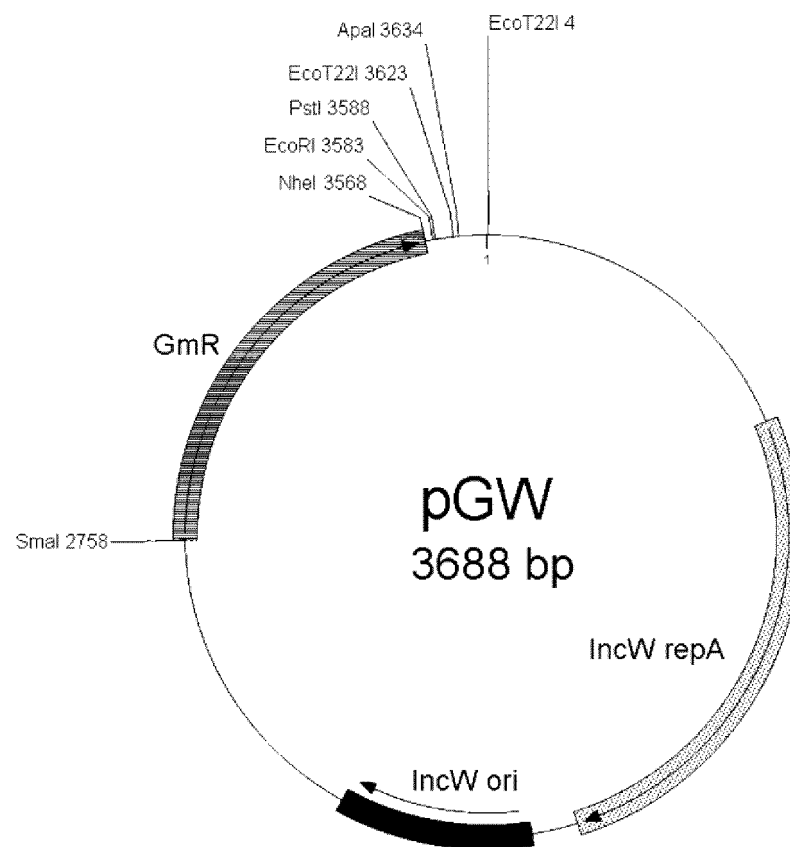 EcoT22I 4
ApaI 3634
EcoT22I 3623
PstI 3588
EcoRI 3583
NheI 3568
1
GmR
SmaI 2758
pGW
3688 bp
IncW repA
IncW ori